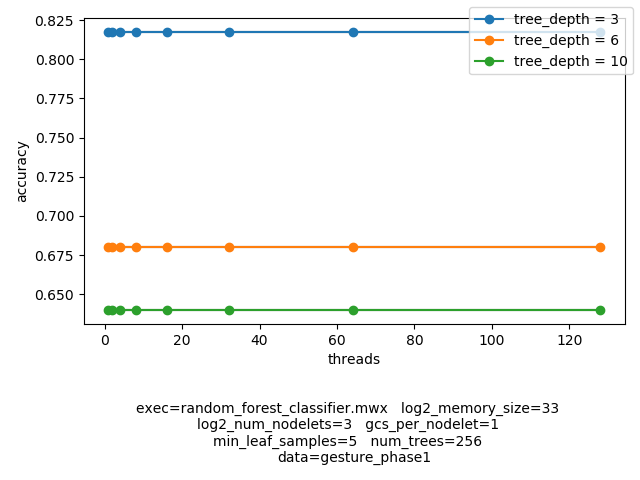 tree_depth = 3
tree_depth = 6
tree_depth = 10
0.825
0.800
0.775
0.750
0.725
0.700
0.675
0.650
accuracy
0 20 40 60 80 100 120
threads
exec=random_forest_classifier.mwx log2_memory_size=33
log2_num_nodelets=3 gcs_per_nodelet=1
min_leaf_samples=5 num_trees=256
data=gesture_phase1